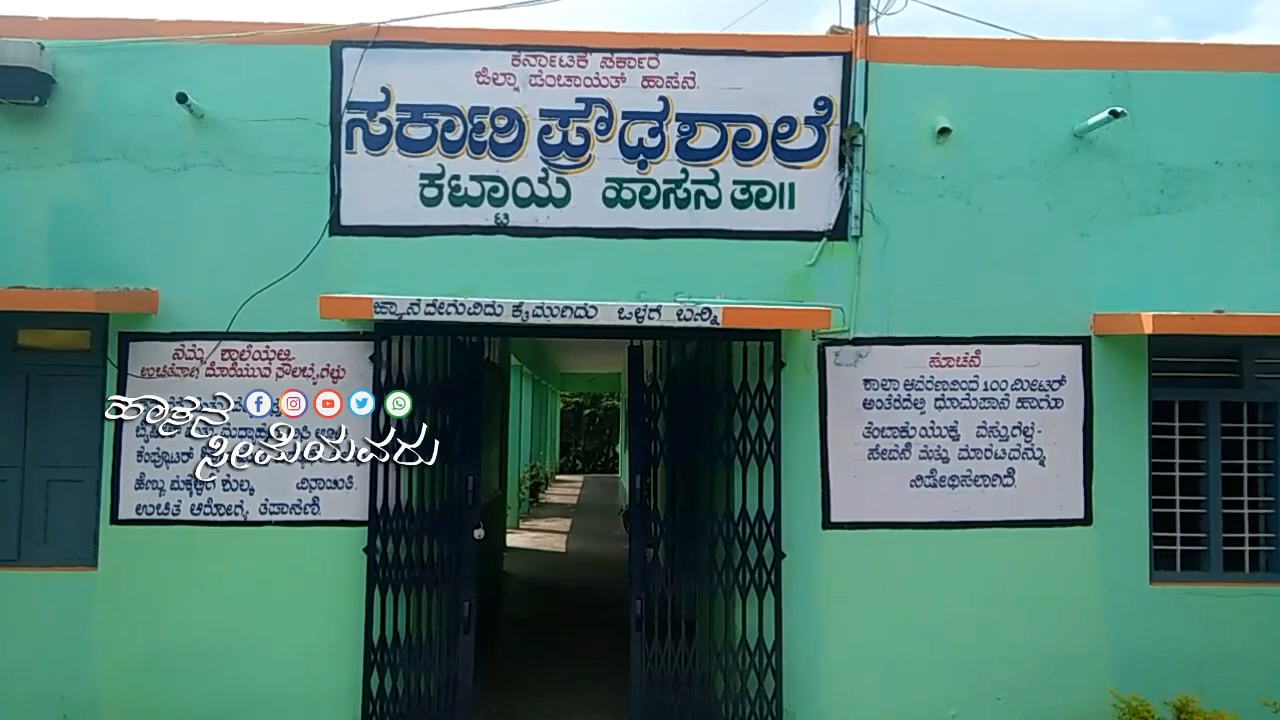 ಕರ್ನಾಟಕ ಸರ್ಕಾರ
ಜಿಲ್ಲಾ ಪಂಚಾಯತ್ ಹಾಸನ.
ಸರ್ಕಾರಿ ಪ್ರೌಢಶಾಲೆ
ಕಟ್ಟಾಯ ಹಾಸನ ತಾ॥
ಜ್ಞಾನದೇಗುಲವಿದು ಕೈಮುಗಿದು ಒಳಗೆ ಬನ್ನಿ
ನಮ್ಮ ಶಾಲೆಯಲ್ಲಿ
ಉಚಿತವಾಗಿ ದೊರೆಯುವ ಸೌಲಭ್ಯಗಳು
ಹಾಸನ
ಸೀಮೆಯವರು
ಕಂಪ್ಯೂಟರ್
ಹೆಣ್ಣು ಮಕ್ಕಳಿಗೆ ಶುಲ್ಕ ವಿನಾಯಿತಿ.
ಉಚಿತ ಆರೋಗ್ಯ ತಪಾಸಣೆ.
ಸೂಚನೆ
ಶಾಲಾ ಆವರಣದಿಂದ 100 ಮೀಟರ್
ಅಂತರದಲ್ಲಿ ಧೂಮಪಾನ ಹಾಗೂ
ತಂಬಾಕುಯುಕ್ತ ವಸ್ತುಗಳ-
ಸೇವನೆ ಮತ್ತು ಮಾರಾಟವನ್ನು
ನಿಷೇಧಿಸಲಾಗಿದೆ.